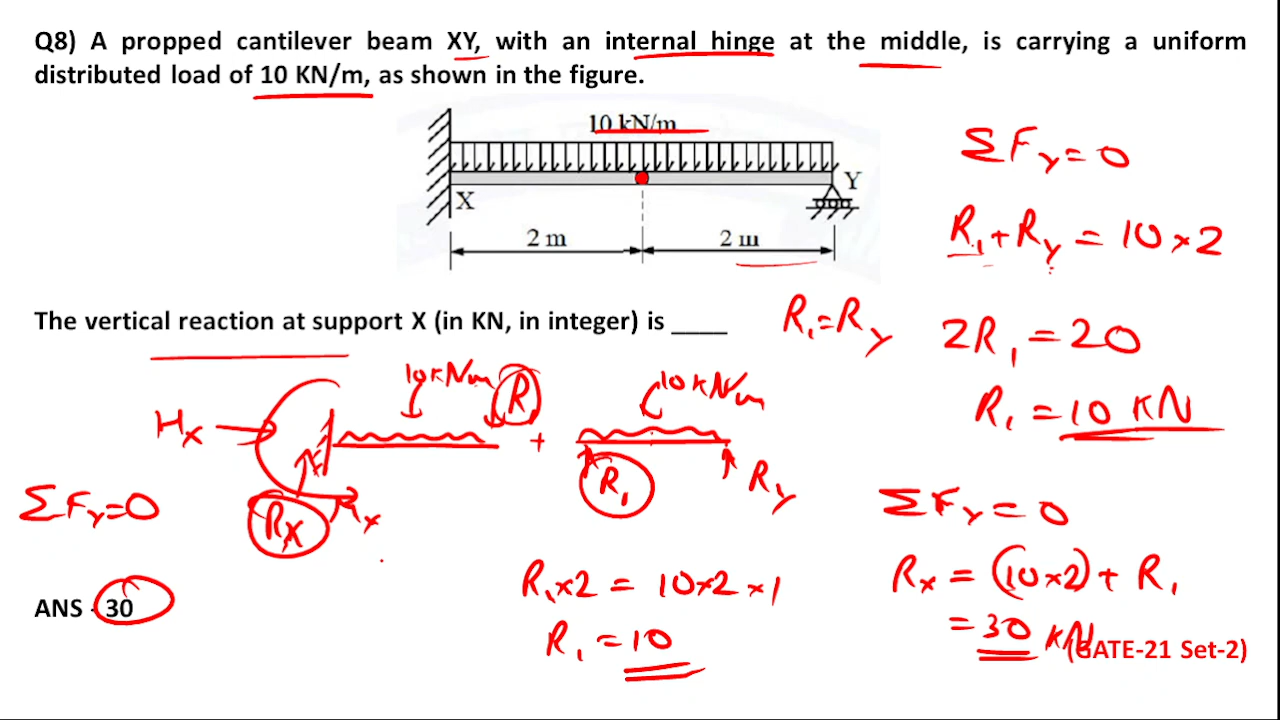 Q8) A propped cantilever beam XY, with an internal hinge at the middle, is carrying a uniform
distributed load of 10 KN/m, as shown in the figure.
10 kN/m
X
Y
2 m
2 m
ΣFy=0
R1+Ry = 10×2
The vertical reaction at support X (in KN, in integer) is ____
R1=Ry
2R1 = 20
R1 = 10 KN
Hx
10kN/m
R1
+
10kN/m
R1
Ry
ΣFy=0
Rx
Mx
ΣFy=0
R1×2 = 10×2×1
R1 = 10
Rx = (10×2)+ R1
= 30 KN
ANS - 30
(GATE-21 Set-2)